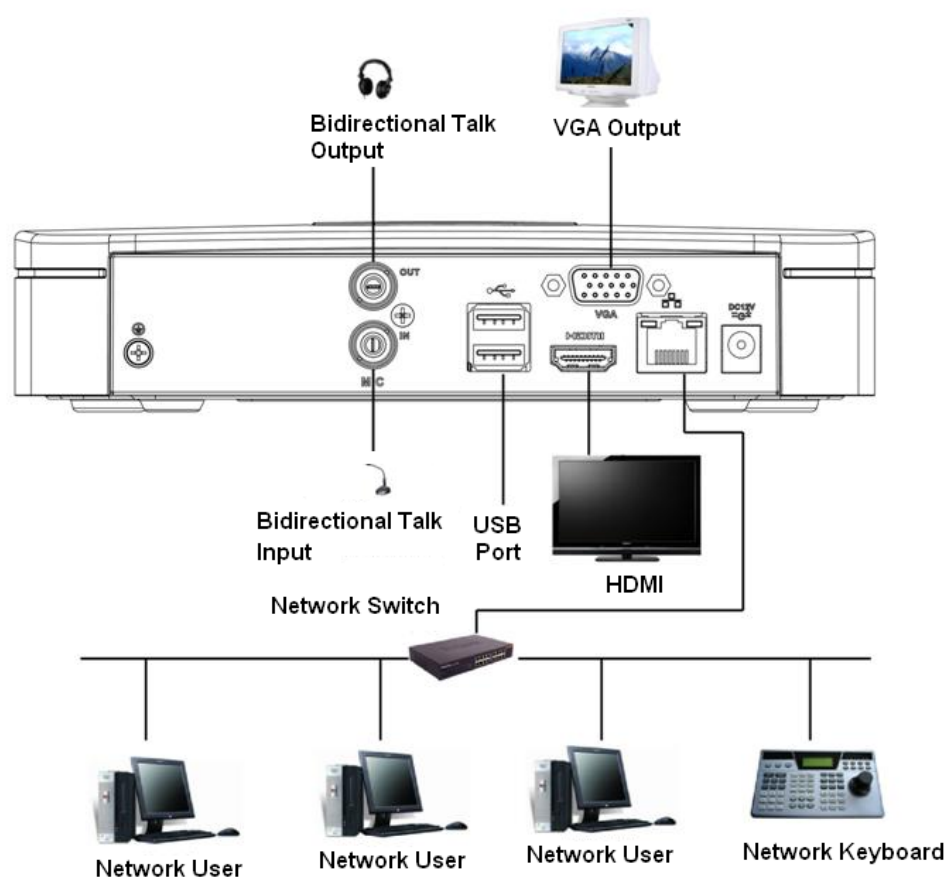 Bidirectional Talk
Output
VGA Output
OUT
IN
MIC
VGA
HDMI
DC12V
Bidirectional Talk
Input
USB
Port
HDMI
Network Switch
Network User
Network User
Network User
Network Keyboard